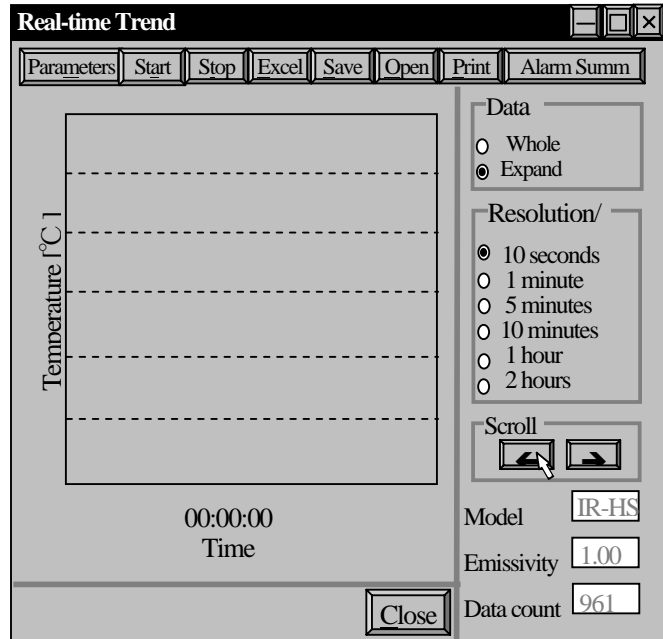 Real-time Trend
Parameters Start Stop Excel Save Open Print Alarm Summ
Data
Whole
Expand
Resolution/
10 seconds
1 minute
5 minutes
10 minutes
1 hour
2 hours
Scroll
Temperature [°C]
00:00:00
Time
Model IR-HS
Emissivity 1.00
Data count 961
Close